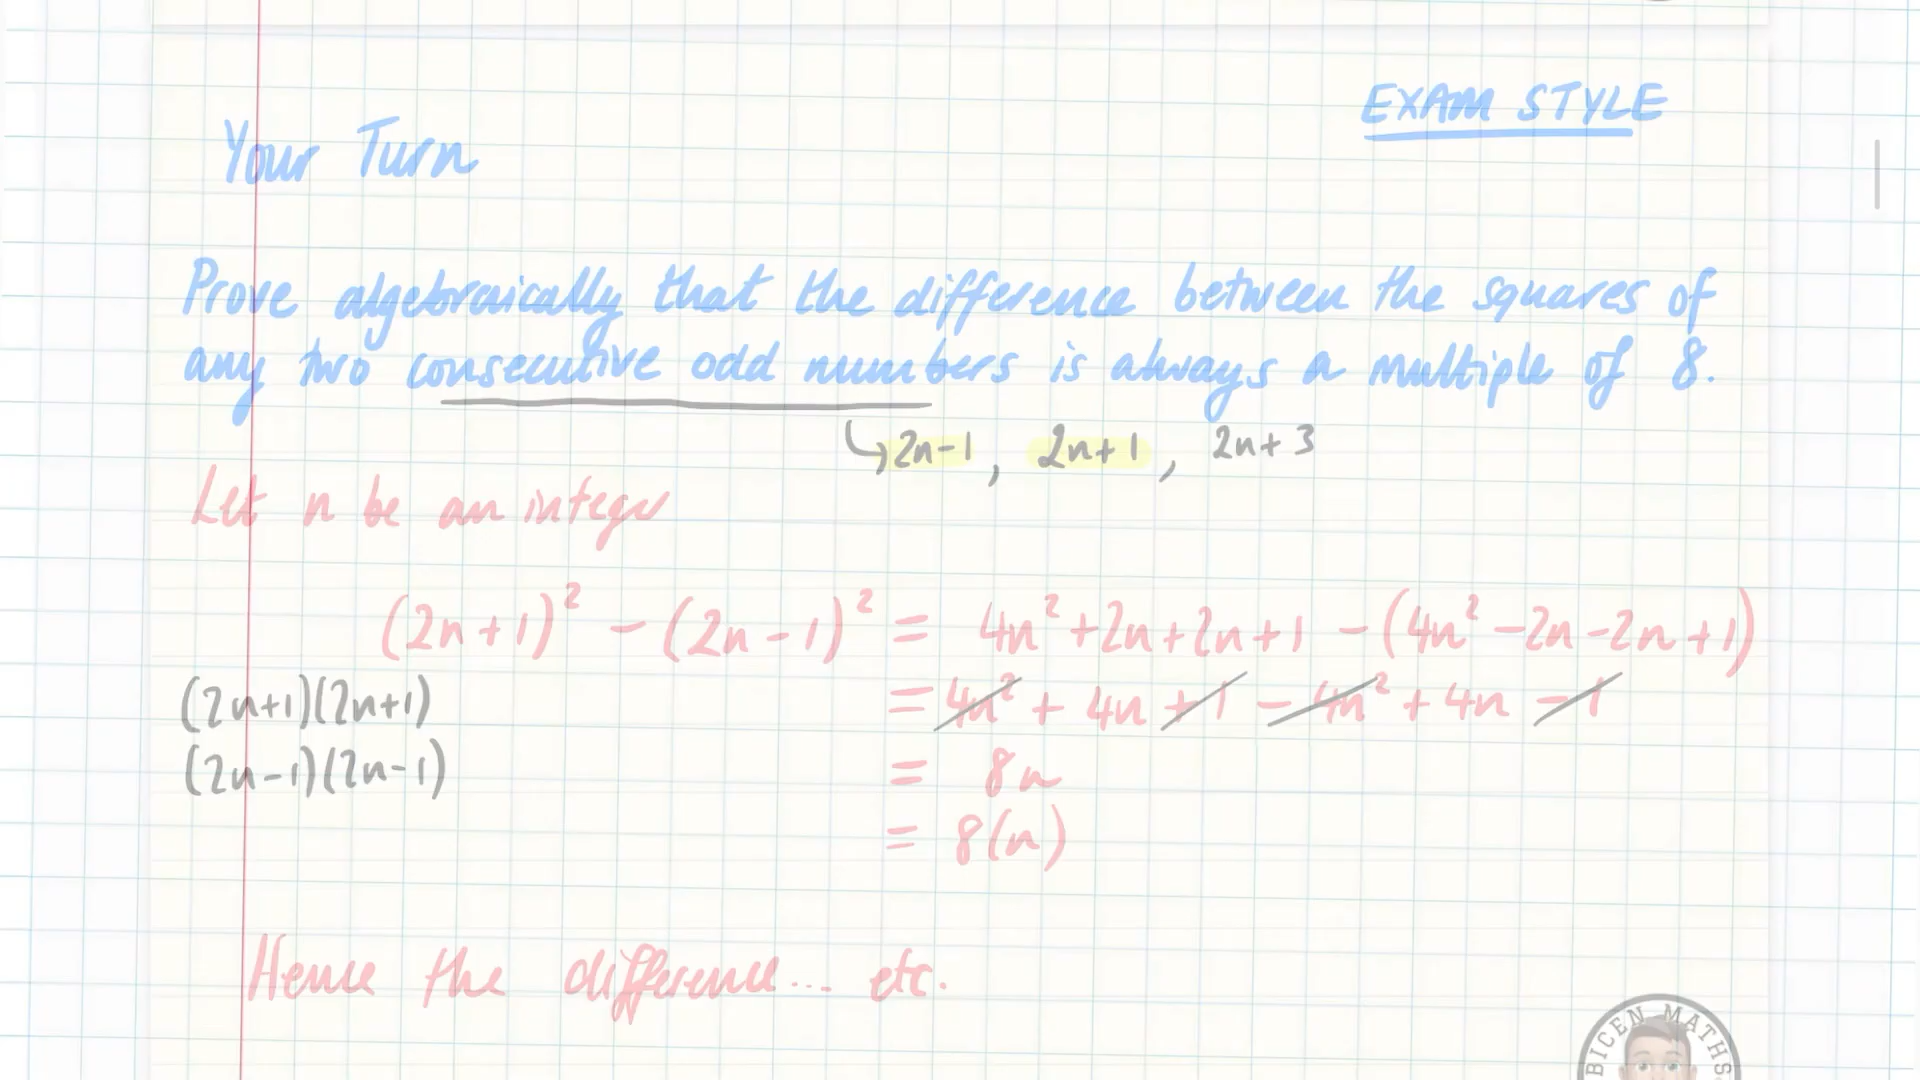 EXAM STYLE
Your Turn
Prove algebraically that the difference between the squares of
any two consecutive odd numbers is always a multiple of 8.
2n-1, 2n+1, 2n+3
Let n be an integer
(2n+1)² - (2n-1)² = 4n²+2n+2n+1 -(4n²-2n-2n+1)
(2n+1)(2n+1)
= 4n² + 4n +1 - 4n² + 4n - 1
(2n-1)(2n-1)
= 8n
= 8(n)
Hence the difference... etc.
BICEN MATHS